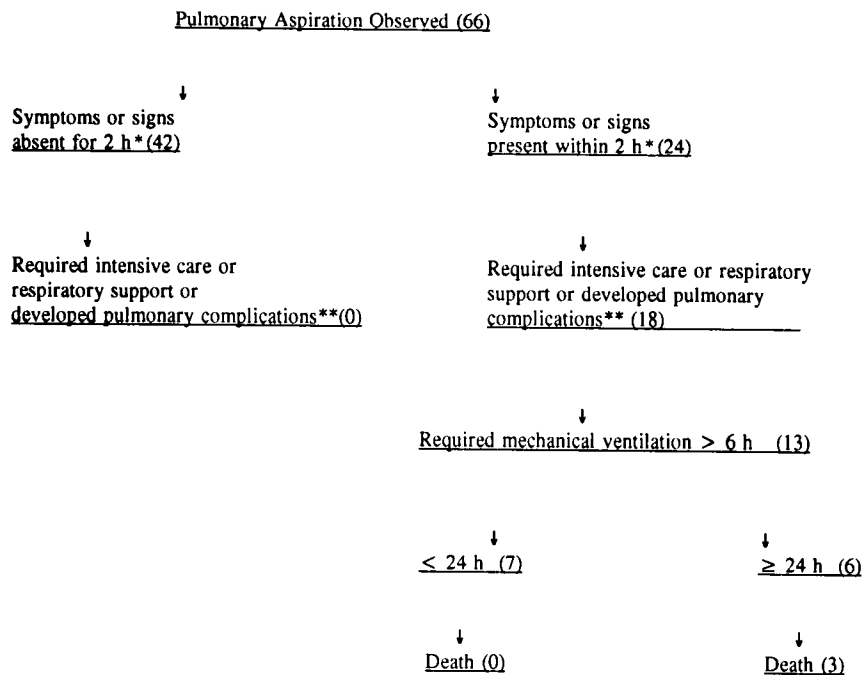 Pulmonary Aspiration Observed (66)
Symptoms or signs
absent for 2 h* (42)
Symptoms or signs
present within 2 h* (24)
Required intensive care or
respiratory support or
developed pulmonary complications**(0)
Required intensive care or respiratory
support or developed pulmonary
complications** (18)
Required mechanical ventilation > 6 h (13)
< 24 h (7)
≥ 24 h (6)
Death (0)
Death (3)